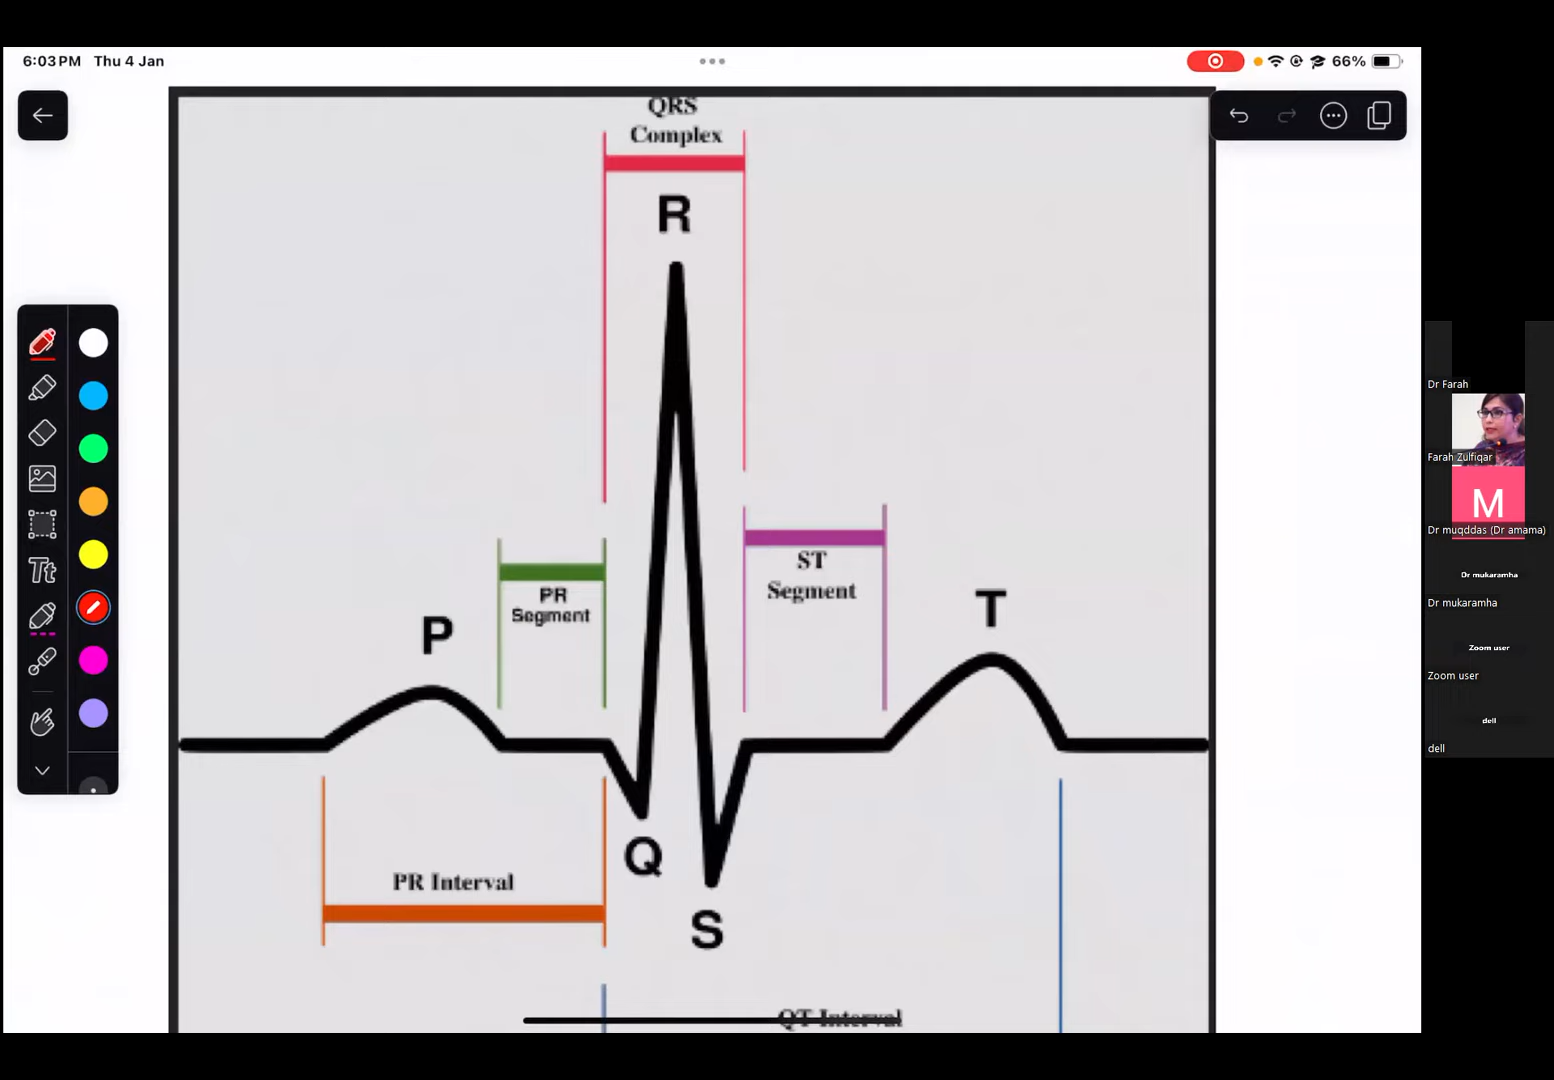 6:03 PM Thu 4 Jan
66%
QRS
Complex
R
PR
Segment
ST
Segment
P
T
Q
PR Interval
S
QT Interval
Tt
Dr Farah
Farah Zulfiqar
M
Dr muqddas (Dr amama)
Dr mukaramha
Dr mukaramha
Zoom user
Zoom user
dell
dell